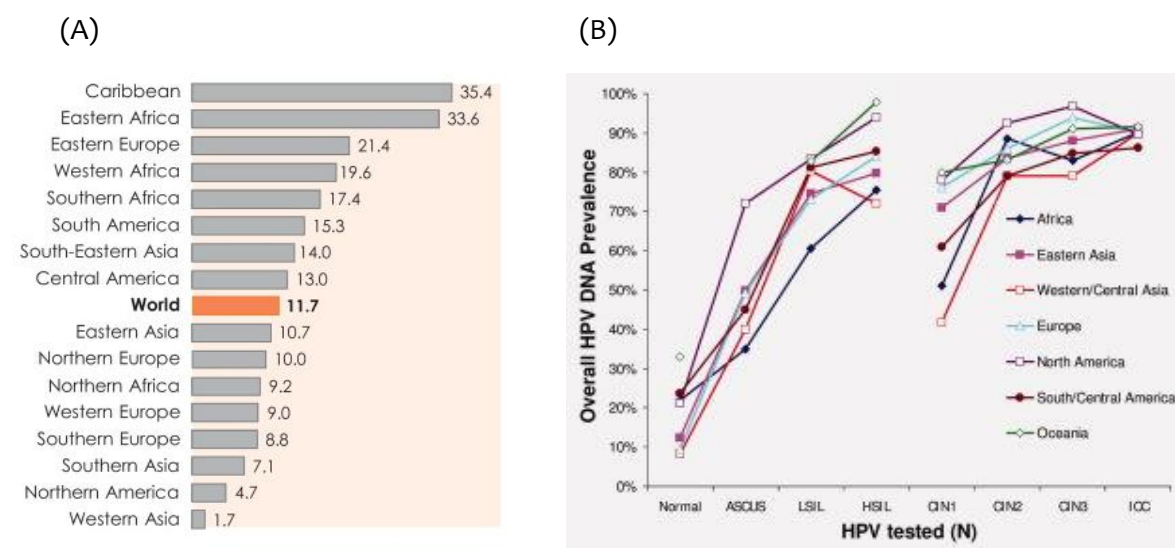 (A)
Caribbean 35.4
Eastern Africa 33.6
Eastern Europe 21.4
Western Africa 19.6
Southern Africa 17.4
South America 15.3
South-Eastern Asia 14.0
Central America 13.0
World 11.7
Eastern Asia 10.7
Northern Europe 10.0
Northern Africa 9.2
Western Europe 9.0
Southern Europe 8.8
Southern Asia 7.1
Northern America 4.7
Western Asia 1.7
(B)
Overall HPV DNA Prevalence
100%
90%
80%
70%
60%
50%
40%
30%
20%
10%
0%
Africa
Eastern Asia
Western/Central Asia
Europe
North America
South/Central America
Oceania
Normal ASCUS LSIL HSIL CIN1 CIN2 CIN3 ICC
HPV tested (N)